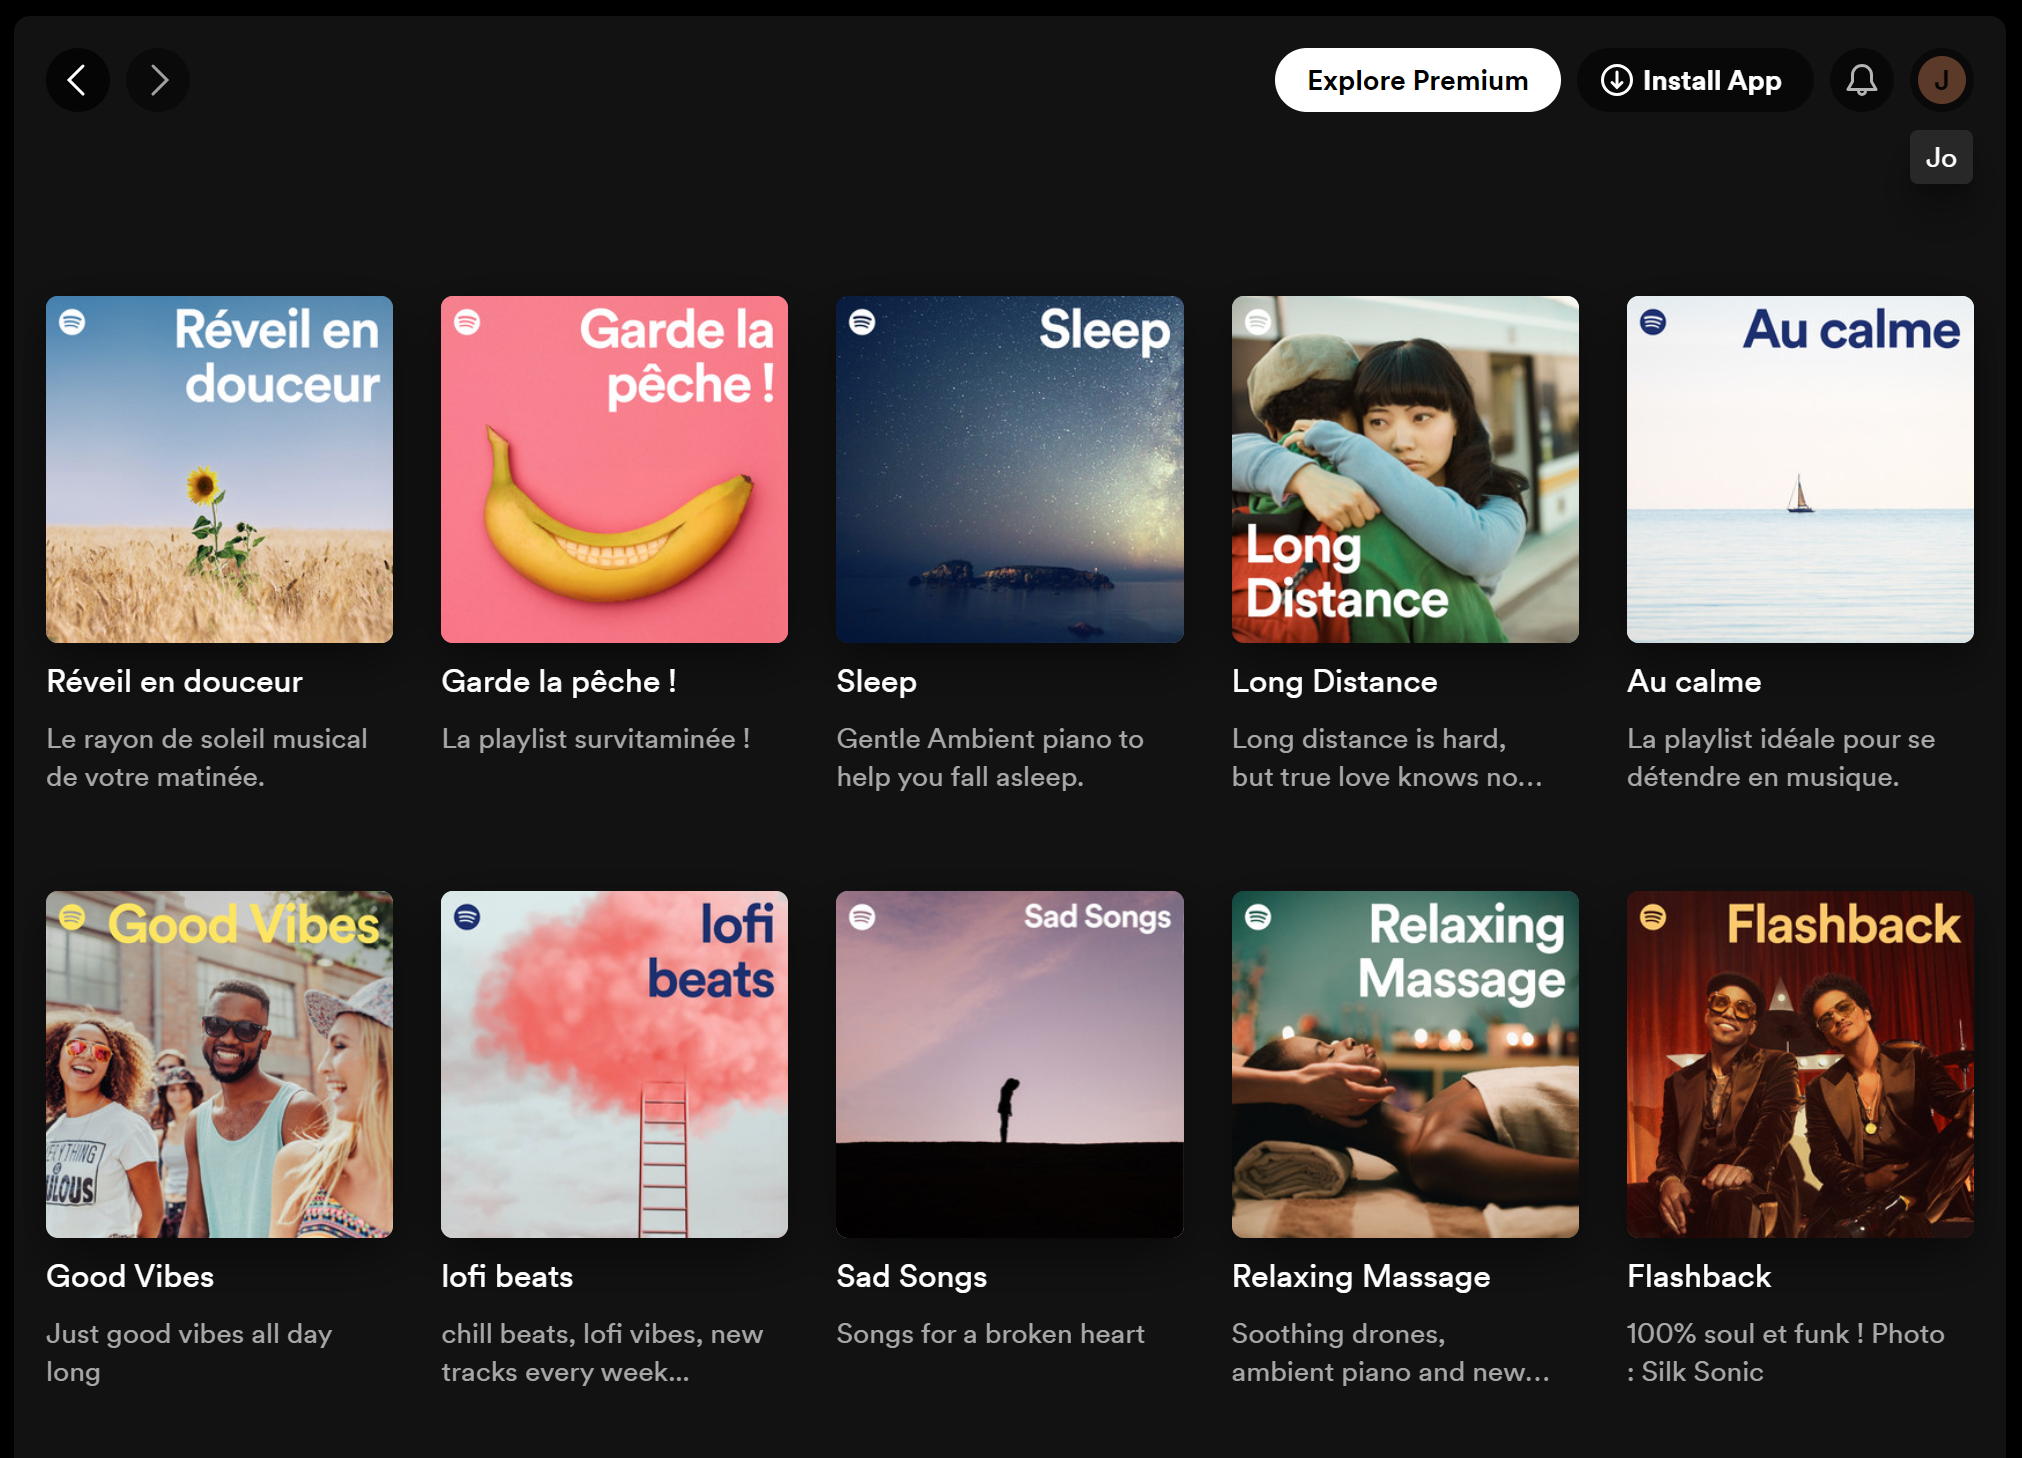 Explore Premium
Install App
J
Jo
Réveil en
douceur
Garde la
pêche !
Sleep
Long
Distance
Au calme
Réveil en douceur
Garde la pêche !
Sleep
Long Distance
Au calme
Le rayon de soleil musical
de votre matinée.
La playlist survitaminée !
Gentle Ambient piano to
help you fall asleep.
Long distance is hard,
but true love knows no...
La playlist idéale pour se
détendre en musique.
Good Vibes
lofi
beats
Sad Songs
Relaxing
Massage
Flashback
Good Vibes
lofi beats
Sad Songs
Relaxing Massage
Flashback
Just good vibes all day
long
chill beats, lofi vibes, new
tracks every week...
Songs for a broken heart
Soothing drones,
ambient piano and new...
100% soul et funk ! Photo
: Silk Sonic